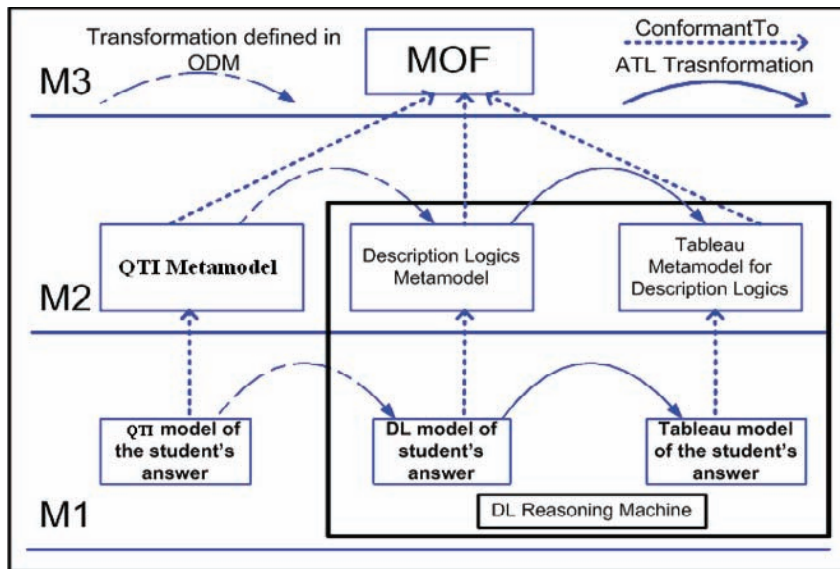 Transformation defined in
ODM
M3
MOF
ConformantTo
ATL Trasnformation
QTI Metamodel
Description Logics
Metamodel
Tableau
Metamodel for
Description Logics
M2
QTI model of
the student's
answer
DL model of
student's
answer
Tableau model
of the student's
answer
M1
DL Reasoning Machine